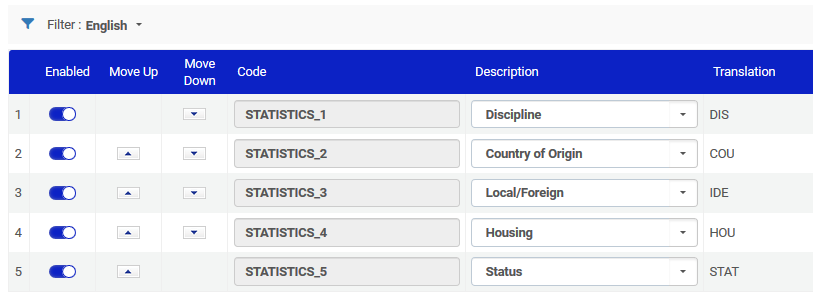 Filter : English
Enabled Move Up Move Down Code Description Translation
1 STATISTICS_1 Discipline DIS
2 STATISTICS_2 Country of Origin COU
3 STATISTICS_3 Local/Foreign IDE
4 STATISTICS_4 Housing HOU
5 STATISTICS_5 Status STAT